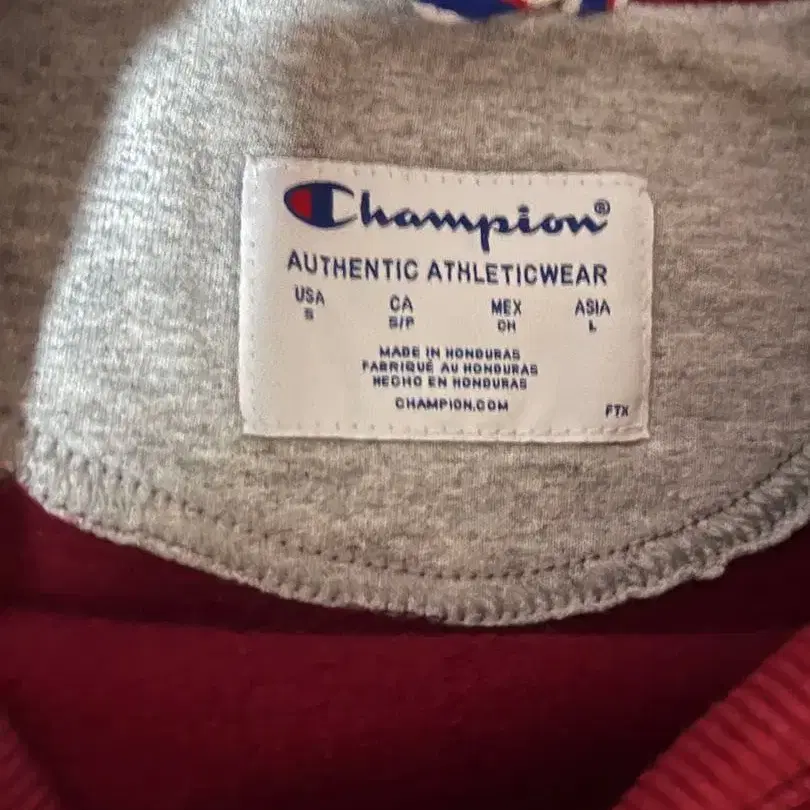 Champion®
AUTHENTIC ATHLETICWEAR
USA CA MEX ASIA
S S/P CH L
MADE IN HONDURAS
FABRIQUÉ AU HONDURAS
HECHO EN HONDURAS
CHAMPION.COM
FTX